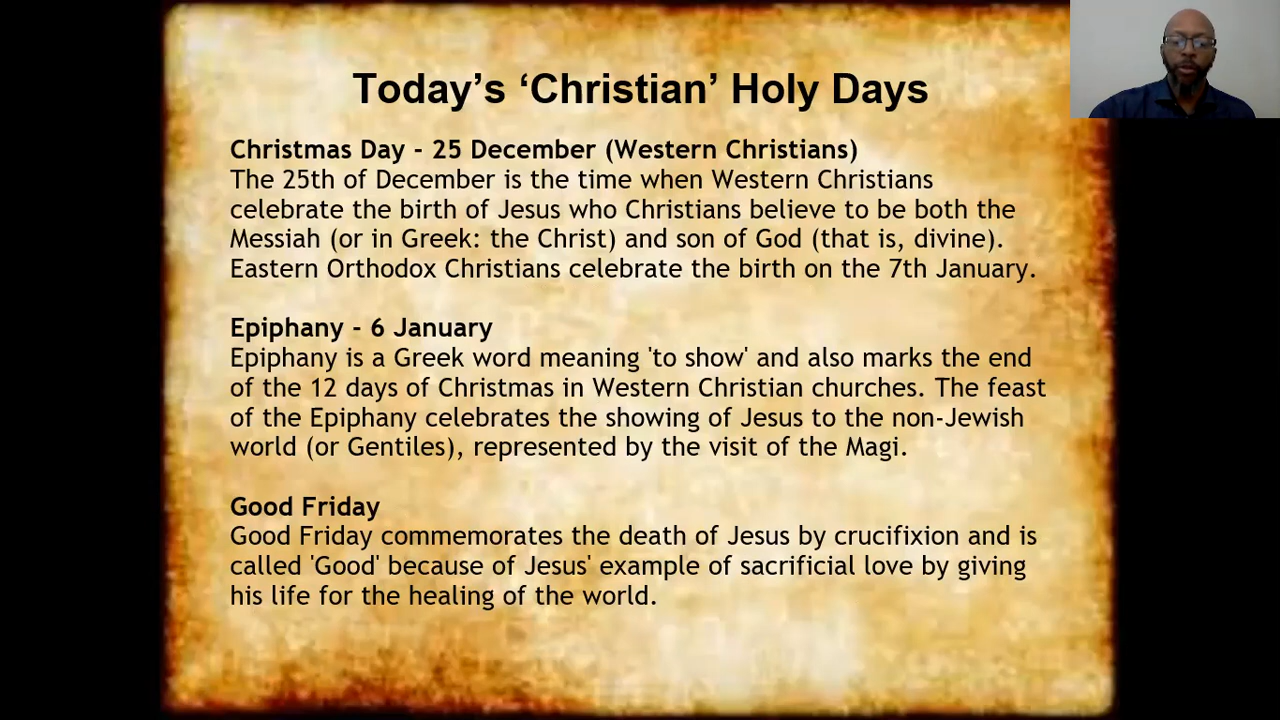 Today's ‘Christian’ Holy Days
Christmas Day - 25 December (Western Christians)
The 25th of December is the time when Western Christians
celebrate the birth of Jesus who Christians believe to be both the
Messiah (or in Greek: the Christ) and son of God (that is, divine).
Eastern Orthodox Christians celebrate the birth on the 7th January.
Epiphany - 6 January
Epiphany is a Greek word meaning 'to show' and also marks the end
of the 12 days of Christmas in Western Christian churches. The feast
of the Epiphany celebrates the showing of Jesus to the non-Jewish
world (or Gentiles), represented by the visit of the Magi.
Good Friday
Good Friday commemorates the death of Jesus by crucifixion and is
called 'Good' because of Jesus' example of sacrificial love by giving
his life for the healing of the world.